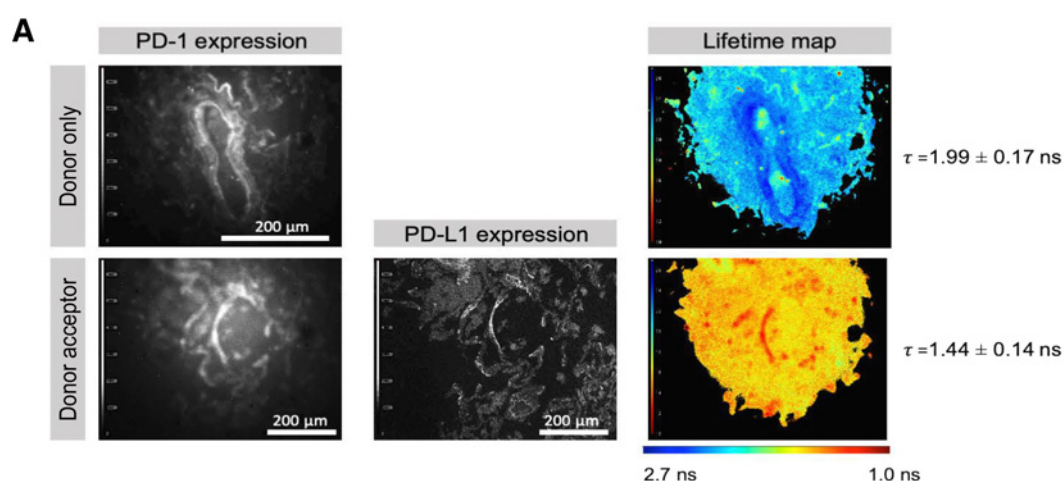 A
PD-1 expression
Lifetime map
Donor only
200 µm
τ =1.99 ± 0.17 ns
PD-L1 expression
Donor acceptor
200 µm
200 µm
τ =1.44 ± 0.14 ns
2.7 ns
1.0 ns